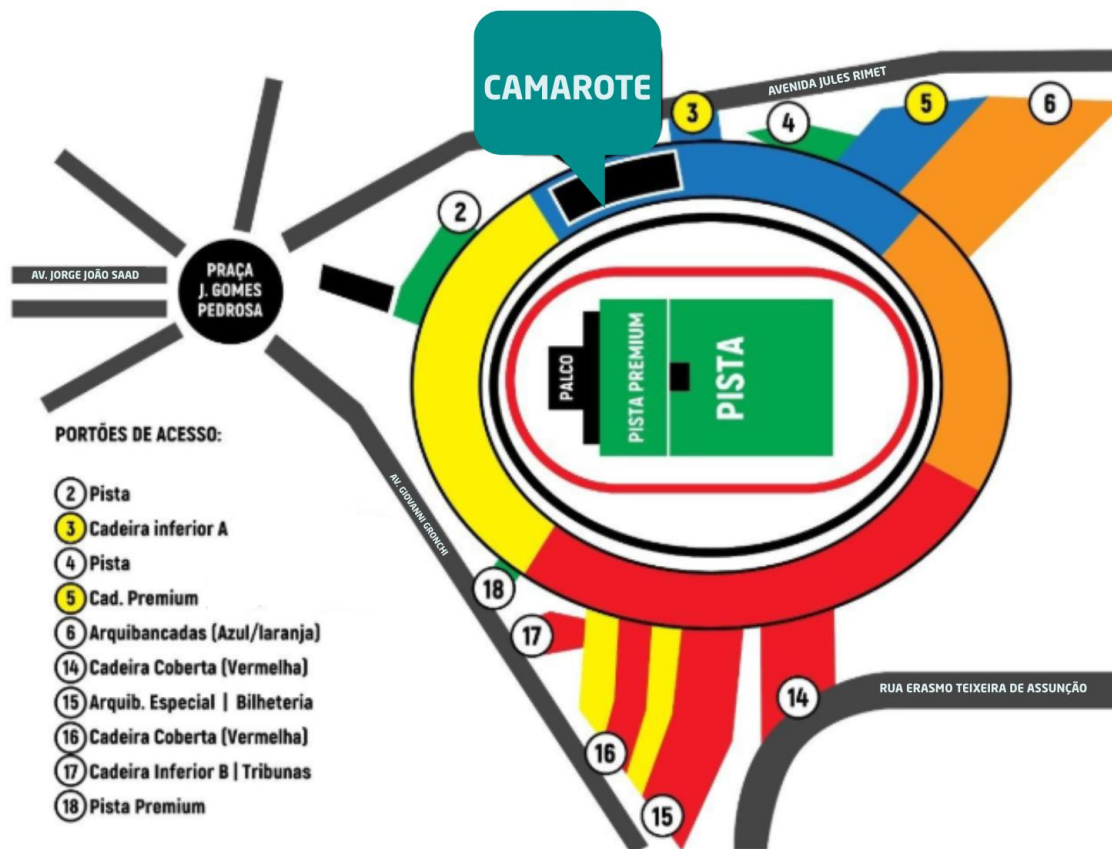 CAMAROTE
AVENIDA JULES RIMET
3
4
5
6
2
AV. JORGE JOÃO SAAD
PRAÇA
J. GOMES
PEDROSA
PALCO
PISTA PREMIUM
PISTA
AV. GIOVANNI GRONCHI
PORTÕES DE ACESSO:
2 Pista
3 Cadeira inferior A
4 Pista
5 Cad. Premium
6 Arquibancadas (Azul/laranja)
14 Cadeira Coberta (Vermelha)
15 Arquib. Especial | Bilheteria
16 Cadeira Coberta (Vermelha)
17 Cadeira Inferior B | Tribunas
18 Pista Premium
18
17
16
15
14
RUA ERASMO TEIXEIRA DE ASSUNÇÃO